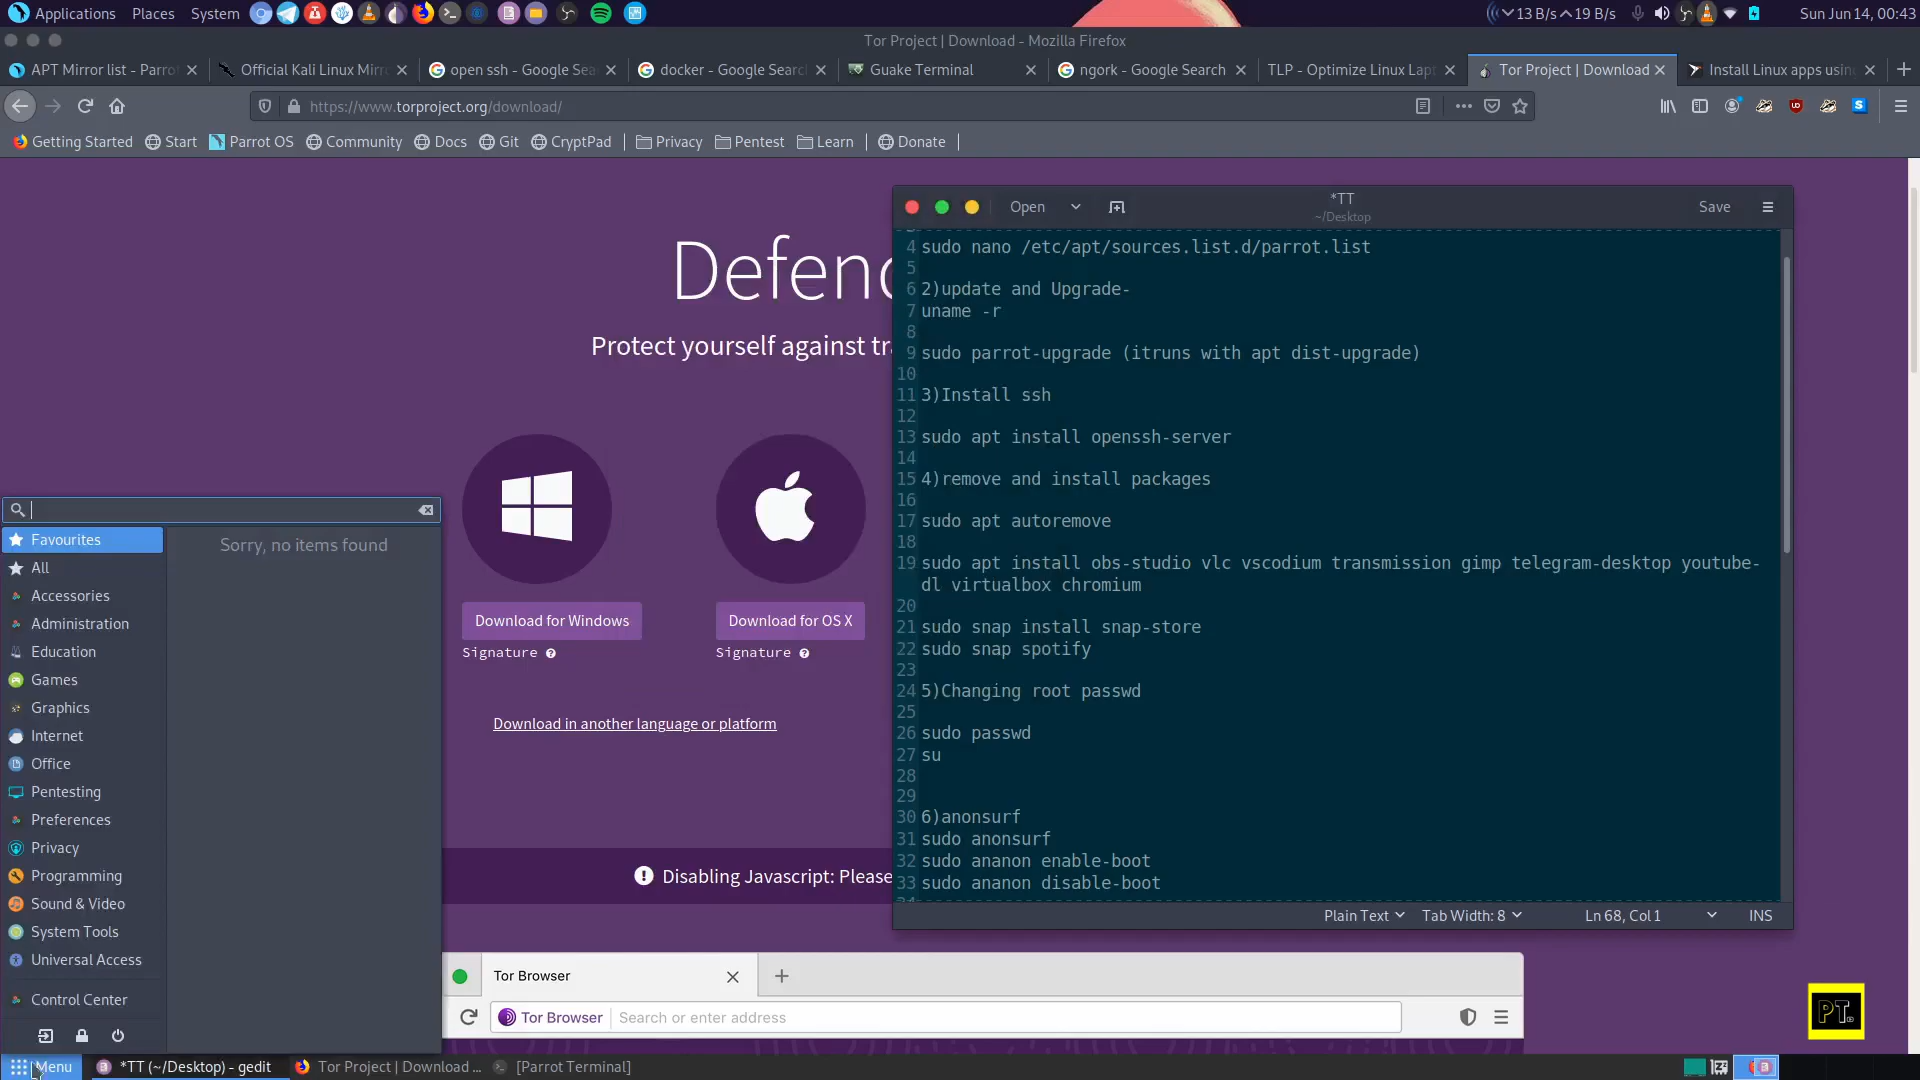 Applications Places System
13 B/s 19 B/s
Sun Jun 14, 00:43
Tor Project | Download - Mozilla Firefox
APT Mirror list - Parro
Official Kali Linux Mirr
open ssh - Google Sea
docker - Google Search
Guake Terminal
ngork - Google Search
TLP - Optimize Linux Lap
Tor Project | Download
Install Linux apps usin
https://www.torproject.org/download/
Getting Started Start Parrot OS Community Docs Git CryptPad Privacy Pentest Learn Donate
Defend
Protect yourself against tra
Download for Windows
Signature
Download for OS X
Signature
Download in another language or platform
Disabling Javascript: Please
Tor Browser
Tor Browser Search or enter address
Open
*TT
~/Desktop
Save
4 sudo nano /etc/apt/sources.list.d/parrot.list
5
6 2)update and Upgrade-
7 uname -r
8
9 sudo parrot-upgrade (itruns with apt dist-upgrade)
10
11 3)Install ssh
12
13 sudo apt install openssh-server
14
15 4)remove and install packages
16
17 sudo apt autoremove
18
19 sudo apt install obs-studio vlc vscodium transmission gimp telegram-desktop youtube-
dl virtualbox chromium
20
21 sudo snap install snap-store
22 sudo snap spotify
23
24 5)Changing root passwd
25
26 sudo passwd
27 su
28
29
30 6)anonsurf
31 sudo anonsurf
32 sudo ananon enable-boot
33 sudo ananon disable-boot
Plain Text Tab Width: 8 Ln 68, Col 1 INS
Favourites
Sorry, no items found
All
Accessories
Administration
Education
Games
Graphics
Internet
Office
Pentesting
Preferences
Privacy
Programming
Sound & Video
System Tools
Universal Access
Control Center
PT
Menu
*TT (~/Desktop) - gedit
Tor Project | Download ...
[Parrot Terminal]